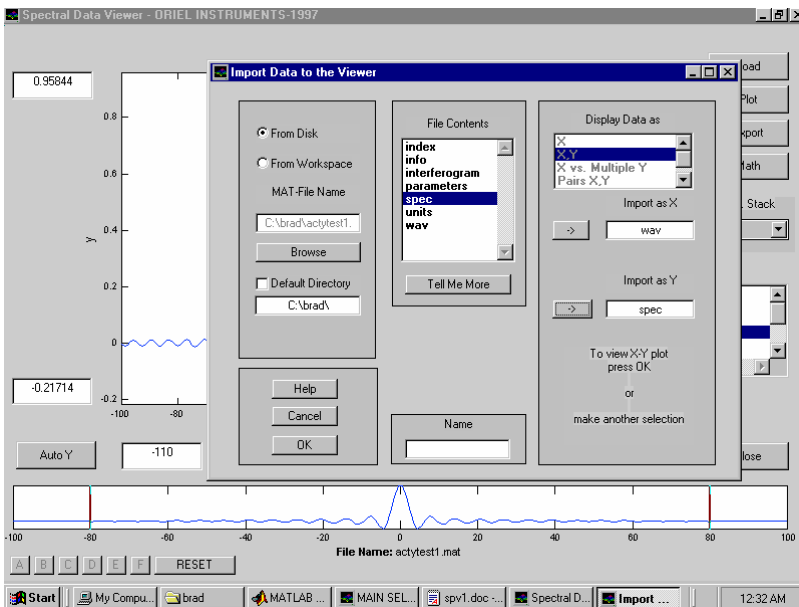 Spectral Data Viewer - ORIEL INSTRUMENTS-1997
0.95844
0.8
0.6
0.4
y
0.2
0
-0.2
-0.21714
-100
-80
Auto Y
-110
Import Data to the Viewer
From Disk
From Workspace
MAT-File Name
C:\brad\actytest1.
Browse
Default Directory
C:\brad\
Help
Cancel
OK
File Contents
index
info
interferogram
parameters
spec
units
wav
Tell Me More
Name
Display Data as
X
X,Y
X vs. Multiple Y
Pairs X,Y
Import as X
->
wav
Import as Y
->
spec
To view X-Y plot
press OK
or
make another selection
oad
Plot
xport
Math
. Stack
lose
-100
-80
-60
-40
-20
0
20
40
60
80
100
File Name: actytest1.mat
A
B
C
D
E
F
RESET
Start
My Compu...
brad
MATLAB ...
MAIN SEL...
spv1.doc -...
Spectral D...
Import ...
12:32 AM